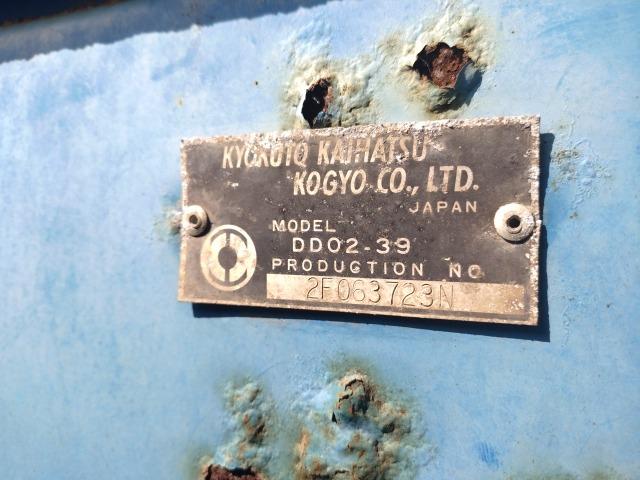 KYOKUTO KAIHATSU
KOGYO CO., LTD.
JAPAN
MODEL
DD02-39
PRODUCTION NO
2F063723N